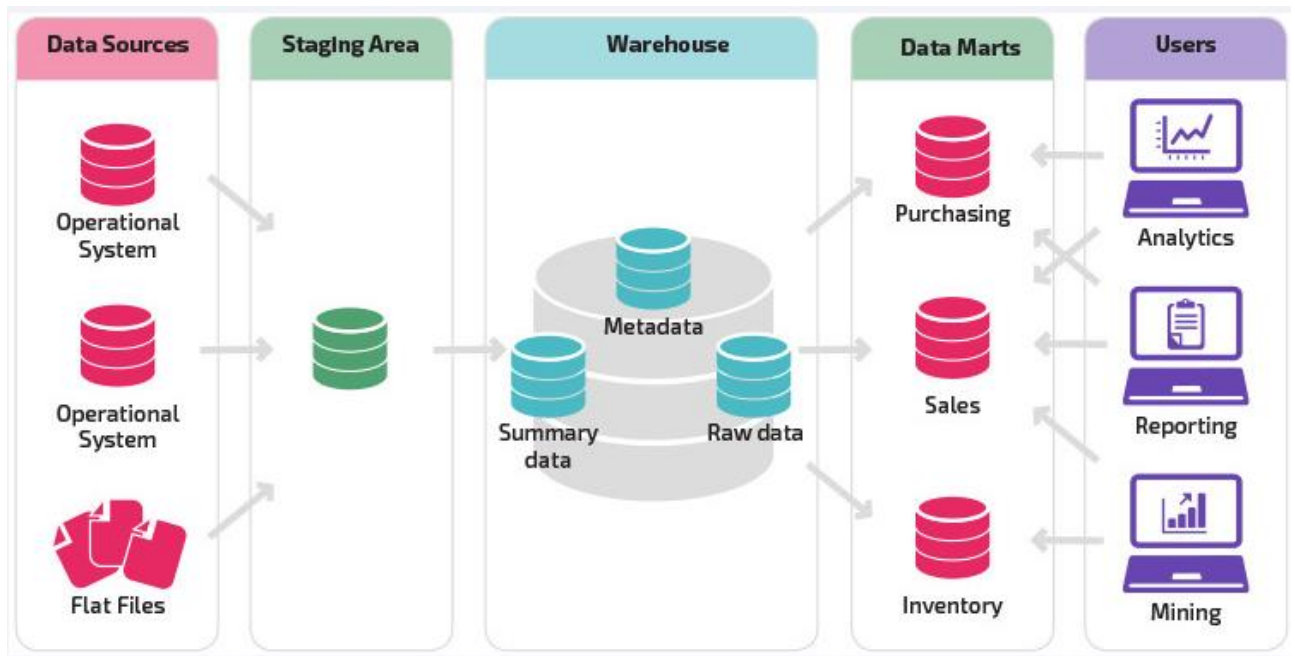 Data Sources
Staging Area
Warehouse
Data Marts
Users
Operational
System
Operational
System
Flat Files
Metadata
Summary
data
Raw data
Purchasing
Sales
Inventory
Analytics
Reporting
Mining